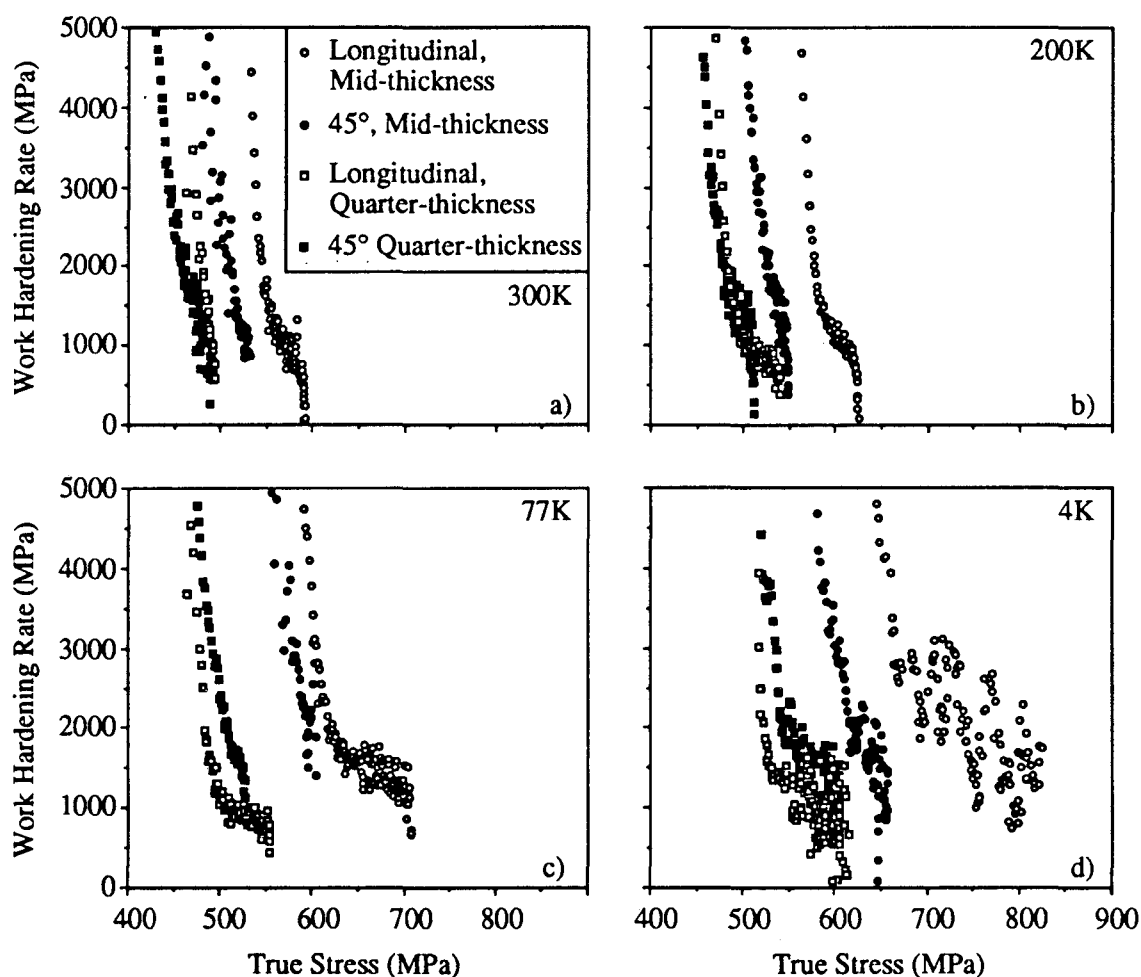 Work Hardening Rate (MPa)
5000
4000
3000
2000
1000
0
Longitudinal,
Mid-thickness
45°, Mid-thickness
Longitudinal,
Quarter-thickness
45° Quarter-thickness
300K
a)
200K
b)
Work Hardening Rate (MPa)
5000
4000
3000
2000
1000
0
77K
c)
400 500 600 700 800
True Stress (MPa)
4K
d)
400 500 600 700 800 900
True Stress (MPa)